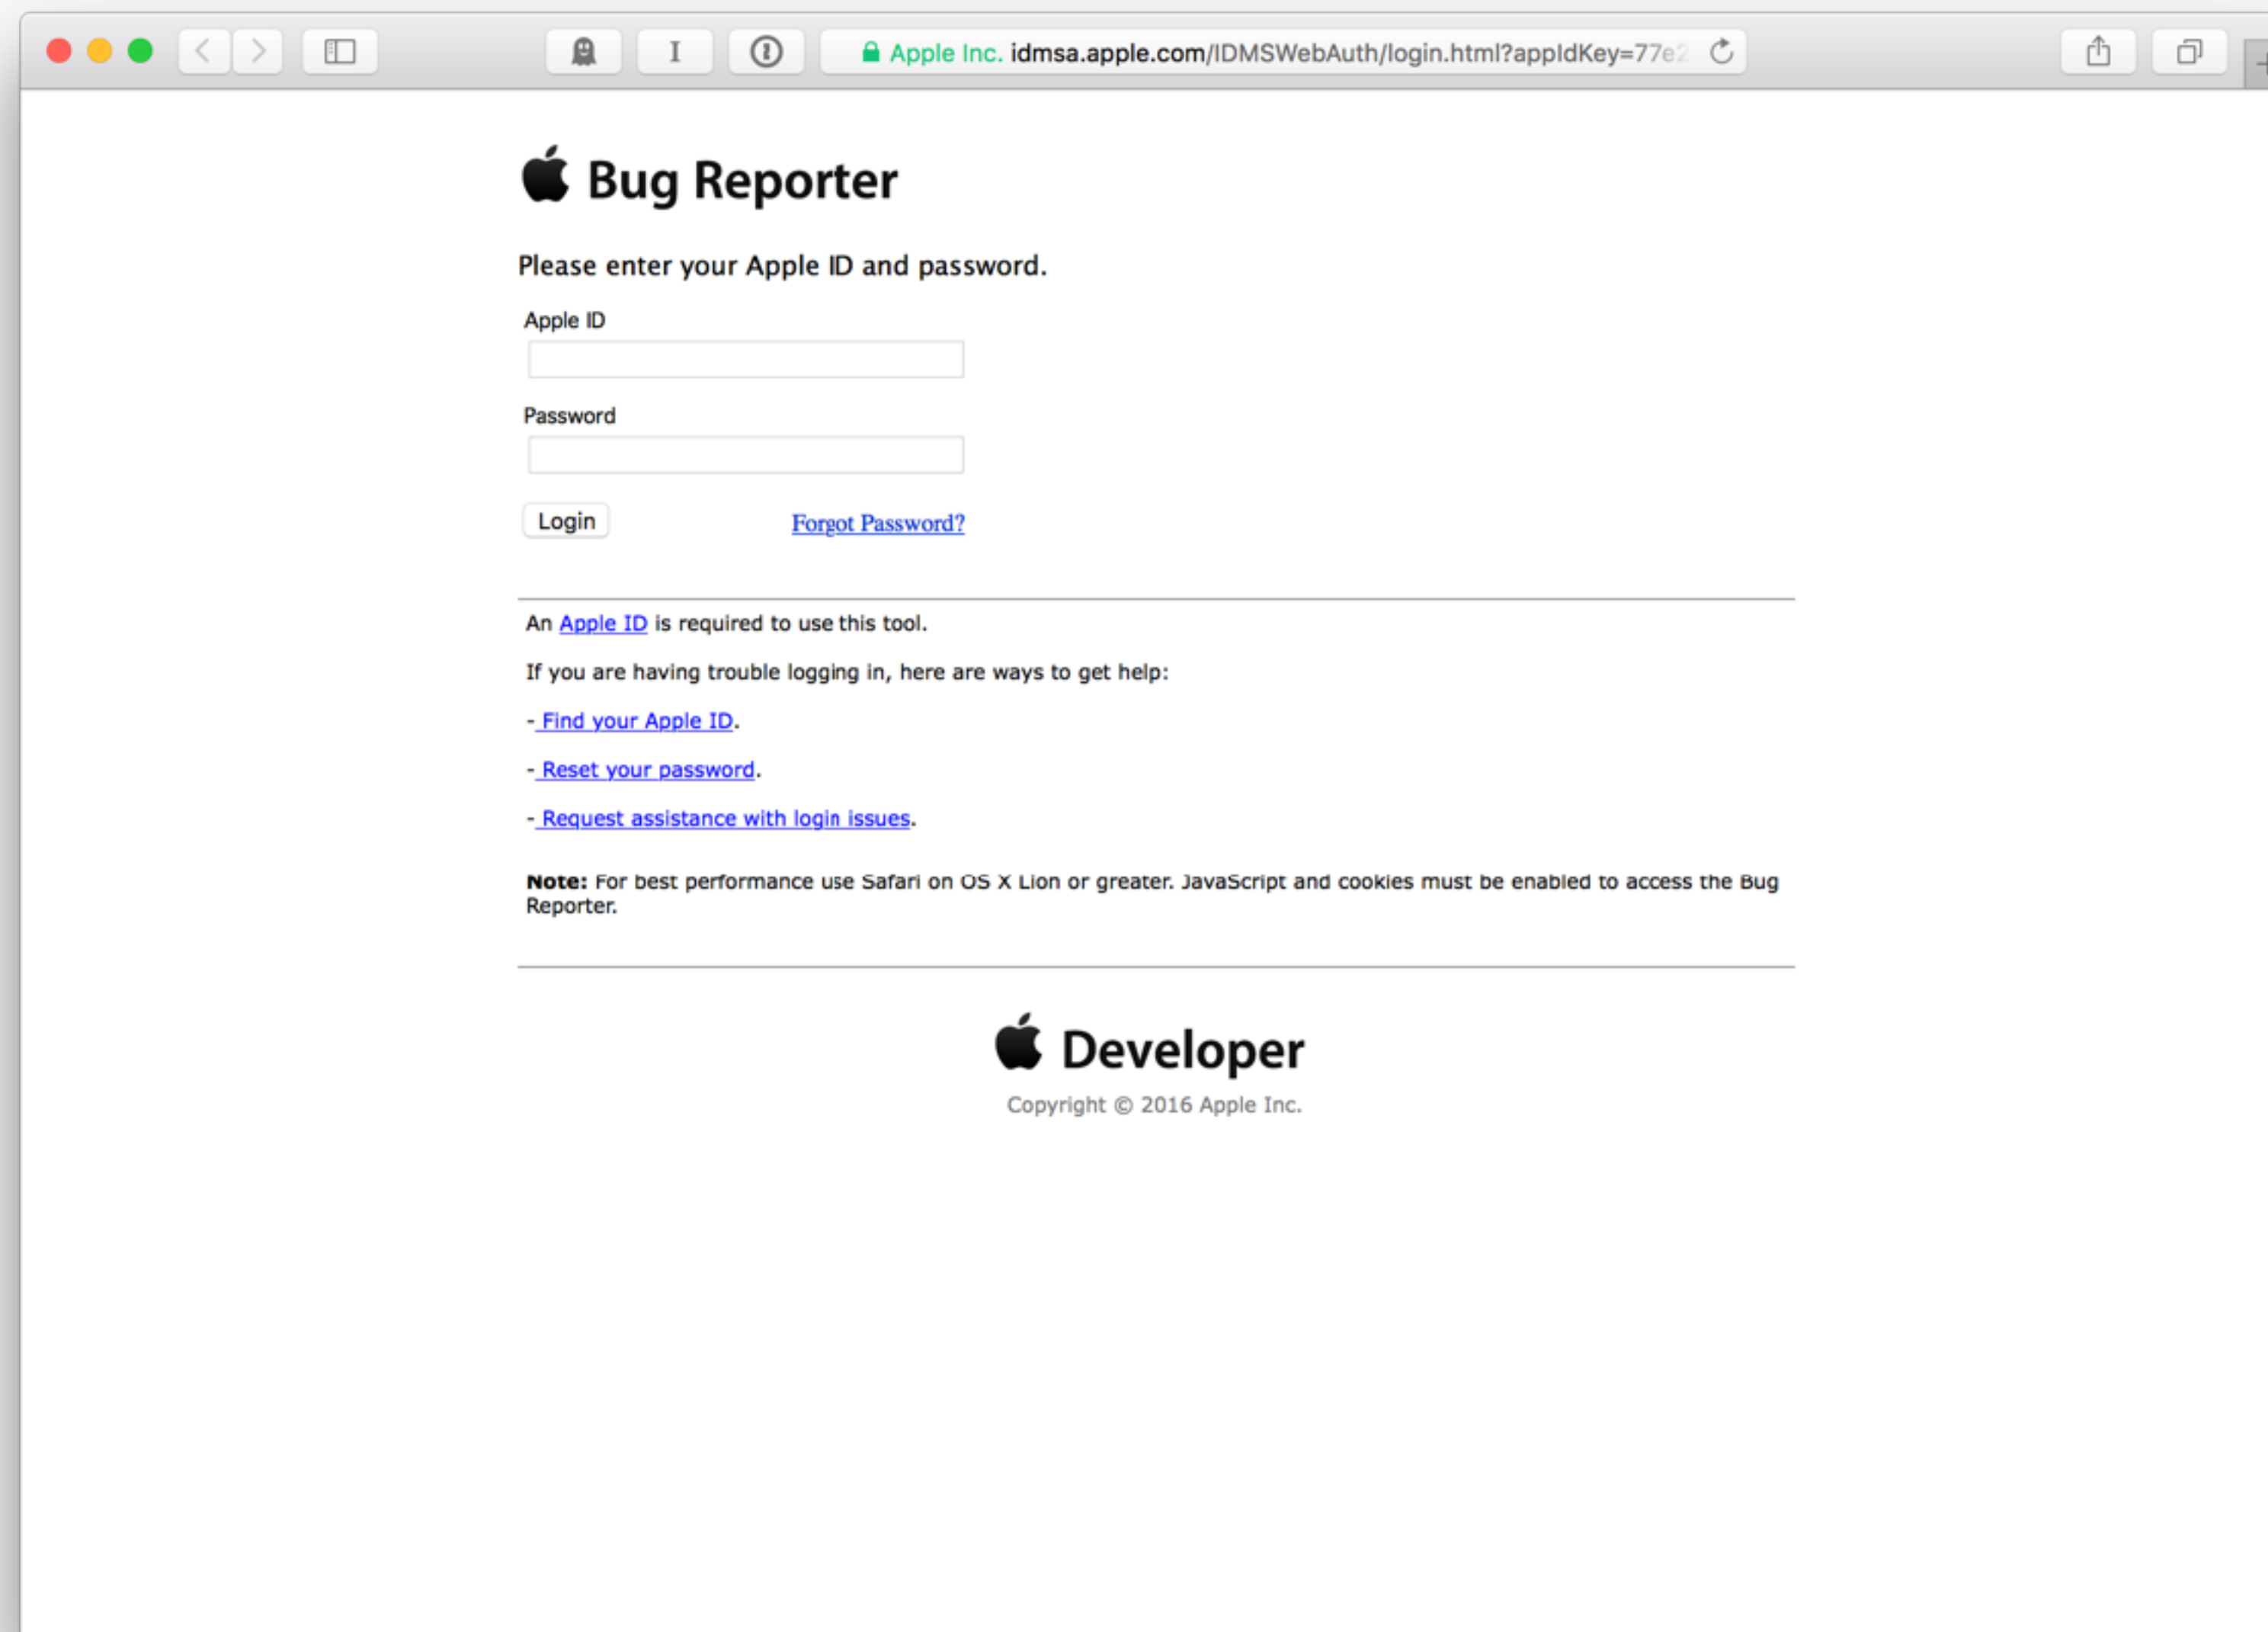 Apple Inc. idmsa.apple.com/IDMSWebAuth/login.html?appIdKey=77e2
Bug Reporter
Please enter your Apple ID and password.
Apple ID
Password
Login Forgot Password?
An Apple ID is required to use this tool.
If you are having trouble logging in, here are ways to get help:
- Find your Apple ID.
- Reset your password.
- Request assistance with login issues.
Note: For best performance use Safari on OS X Lion or greater. JavaScript and cookies must be enabled to access the Bug
Reporter.
Developer
Copyright © 2016 Apple Inc.